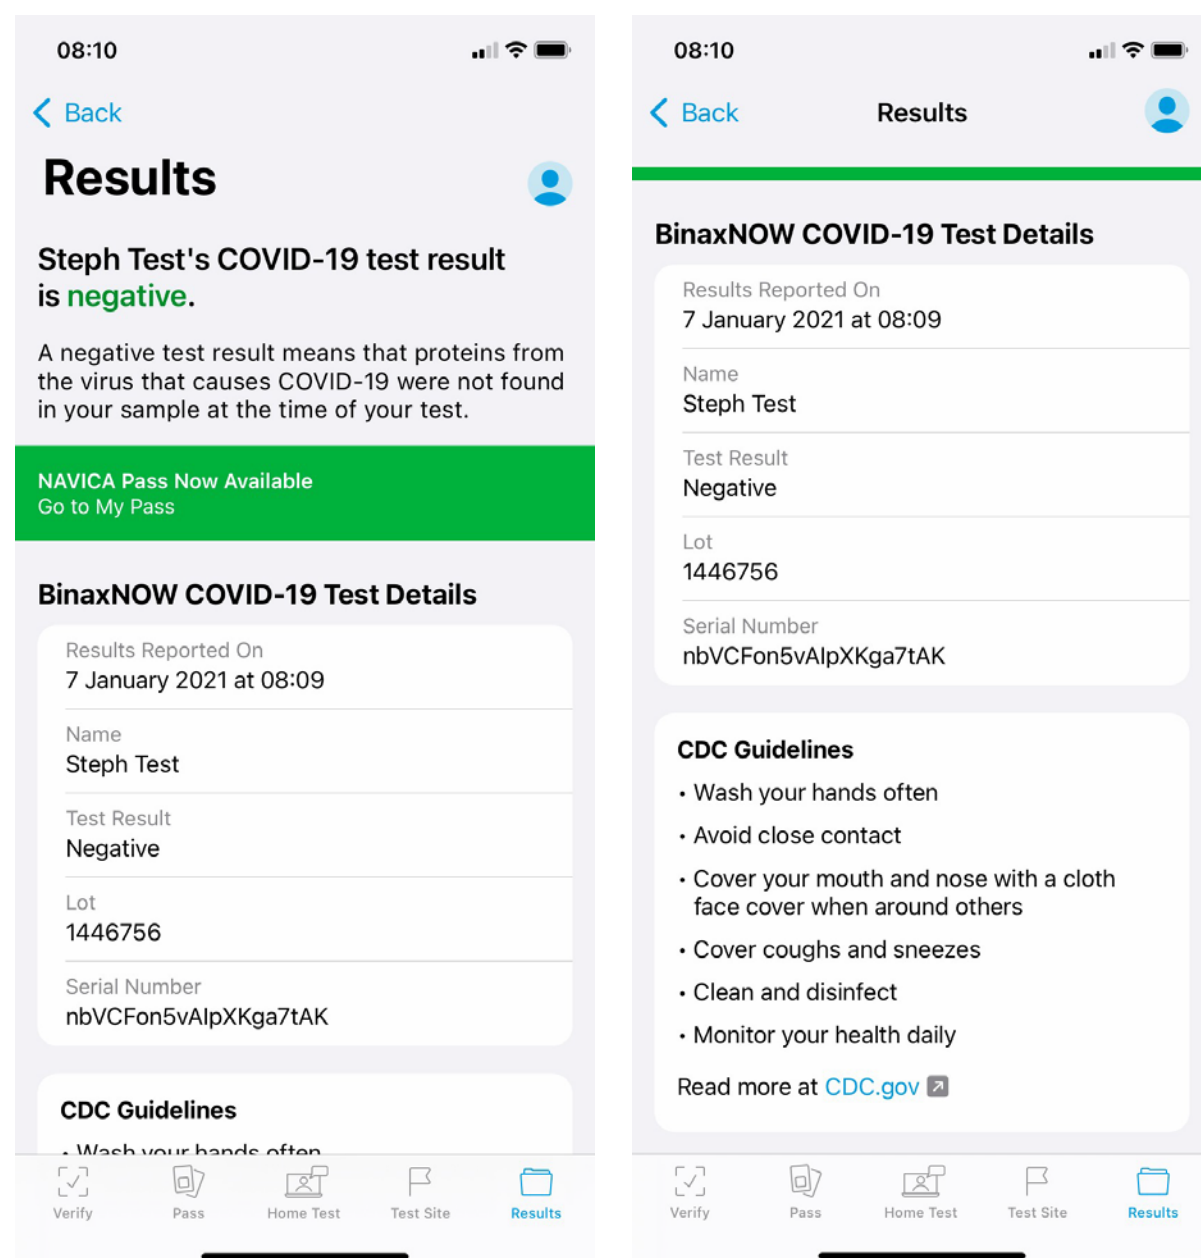 08:10
Back
Results
Steph Test's COVID-19 test result
is negative.
A negative test result means that proteins from
the virus that causes COVID-19 were not found
in your sample at the time of your test.
NAVICA Pass Now Available
Go to My Pass
BinaxNOW COVID-19 Test Details
Results Reported On
7 January 2021 at 08:09
Name
Steph Test
Test Result
Negative
Lot
1446756
Serial Number
nbVCFon5vAlpXKga7tAK
CDC Guidelines
• Wash your hands often
Verify
Pass
Home Test
Test Site
Results
08:10
Back
Results
BinaxNOW COVID-19 Test Details
Results Reported On
7 January 2021 at 08:09
Name
Steph Test
Test Result
Negative
Lot
1446756
Serial Number
nbVCFon5vAlpXKga7tAK
CDC Guidelines
• Wash your hands often
• Avoid close contact
• Cover your mouth and nose with a cloth
face cover when around others
• Cover coughs and sneezes
• Clean and disinfect
• Monitor your health daily
Read more at CDC.gov
Verify
Pass
Home Test
Test Site
Results